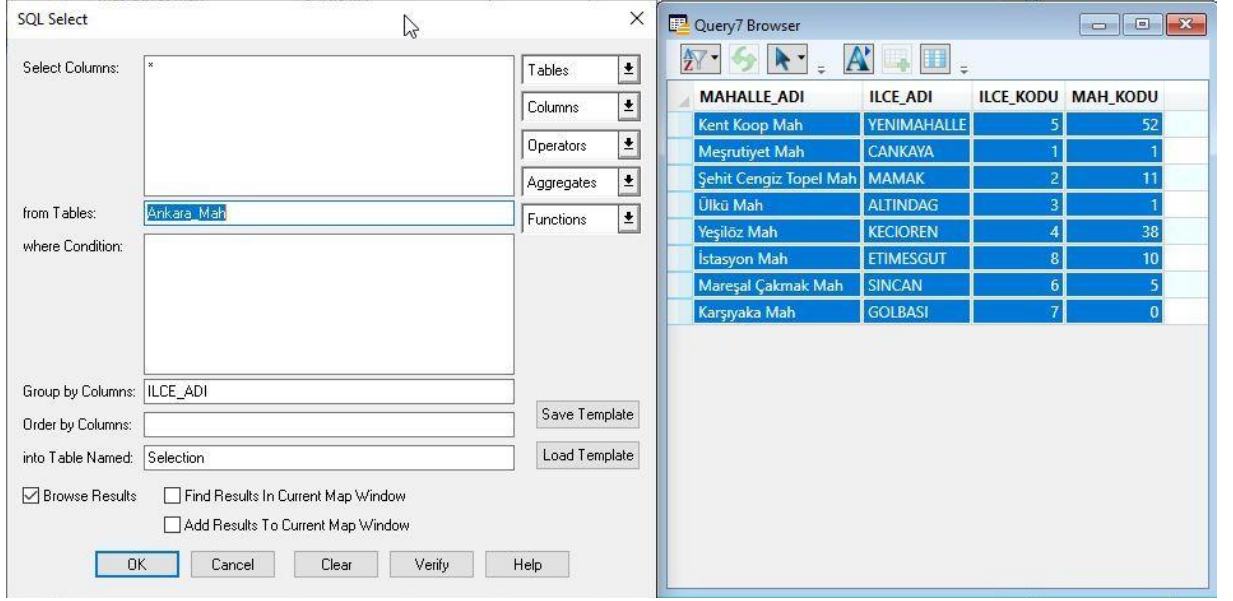 SQL Select
Select Columns:
*
Tables
Columns
Operators
Aggregates
Functions
from Tables:
Ankara_Mah
where Condition:
Group by Columns:
ILCE_ADI
Order by Columns:
into Table Named:
Selection
Save Template
Load Template
Browse Results
Find Results In Current Map Window
Add Results To Current Map Window
OK Cancel Clear Verify Help
Query7 Browser
MAHALLE_ADI ILCE_ADI ILCE_KODU MAH_KODU
Kent Koop Mah YENIMAHALLE 5 52
Meşrutiyet Mah CANKAYA 1 1
Şehit Cengiz Topel Mah MAMAK 2 11
Ülkü Mah ALTINDAG 3 1
Yeşilöz Mah KECIOREN 4 38
İstasyon Mah ETIMESGUT 8 10
Mareşal Çakmak Mah SINCAN 6 5
Karşıyaka Mah GOLBASI 7 0